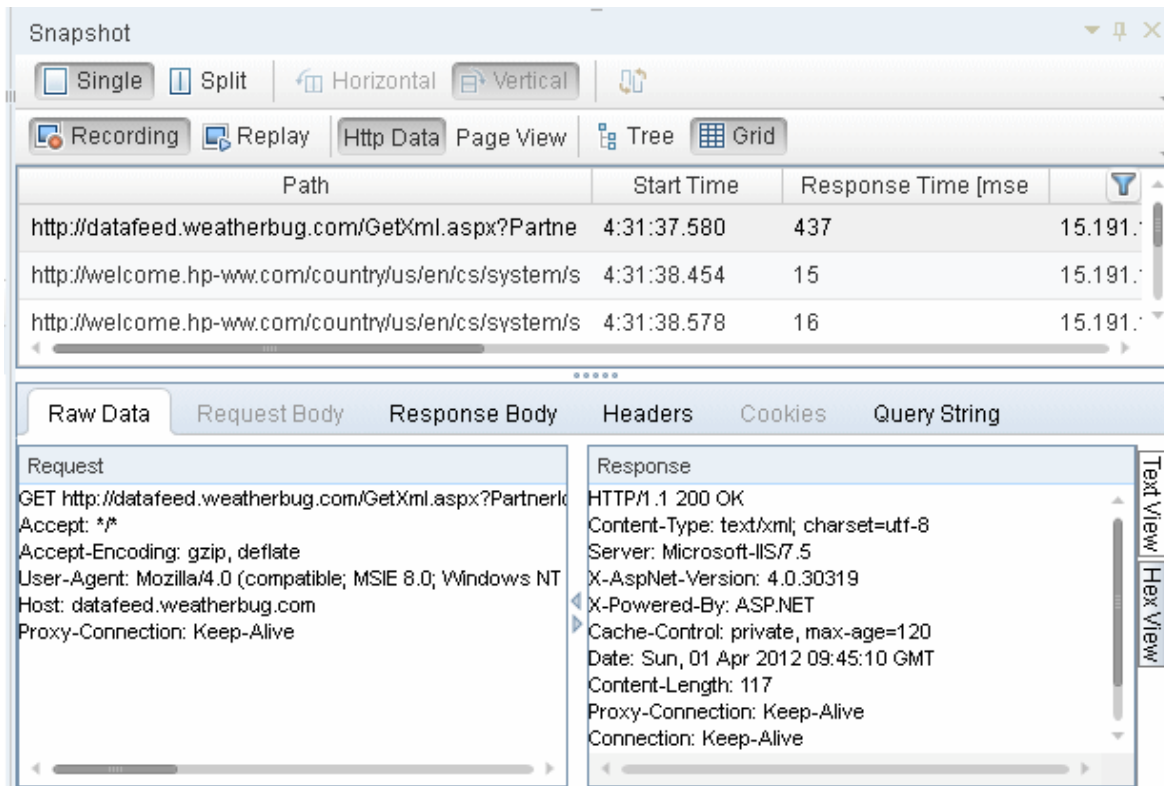 Snapshot
Single Split Horizontal Vertical
Recording Replay Http Data Page View Tree Grid
Path Start Time Response Time [mse
http://datafeed.weatherbug.com/GetXml.aspx?Partne 4:31:37.580 437 15.191.
http://welcome.hp-ww.com/country/us/en/cs/system/s 4:31:38.454 15 15.191.
http://welcome.hp-ww.com/country/us/en/cs/system/s 4:31:38.578 16 15.191.
Raw Data Request Body Response Body Headers Cookies Query String
Request
GET http://datafeed.weatherbug.com/GetXml.aspx?PartnerId
Accept: */*
Accept-Encoding: gzip, deflate
User-Agent: Mozilla/4.0 (compatible; MSIE 8.0; Windows NT
Host: datafeed.weatherbug.com
Proxy-Connection: Keep-Alive
Response
HTTP/1.1 200 OK
Content-Type: text/xml; charset=utf-8
Server: Microsoft-IIS/7.5
X-AspNet-Version: 4.0.30319
X-Powered-By: ASP.NET
Cache-Control: private, max-age=120
Date: Sun, 01 Apr 2012 09:45:10 GMT
Content-Length: 117
Proxy-Connection: Keep-Alive
Connection: Keep-Alive
Text View
Hex View